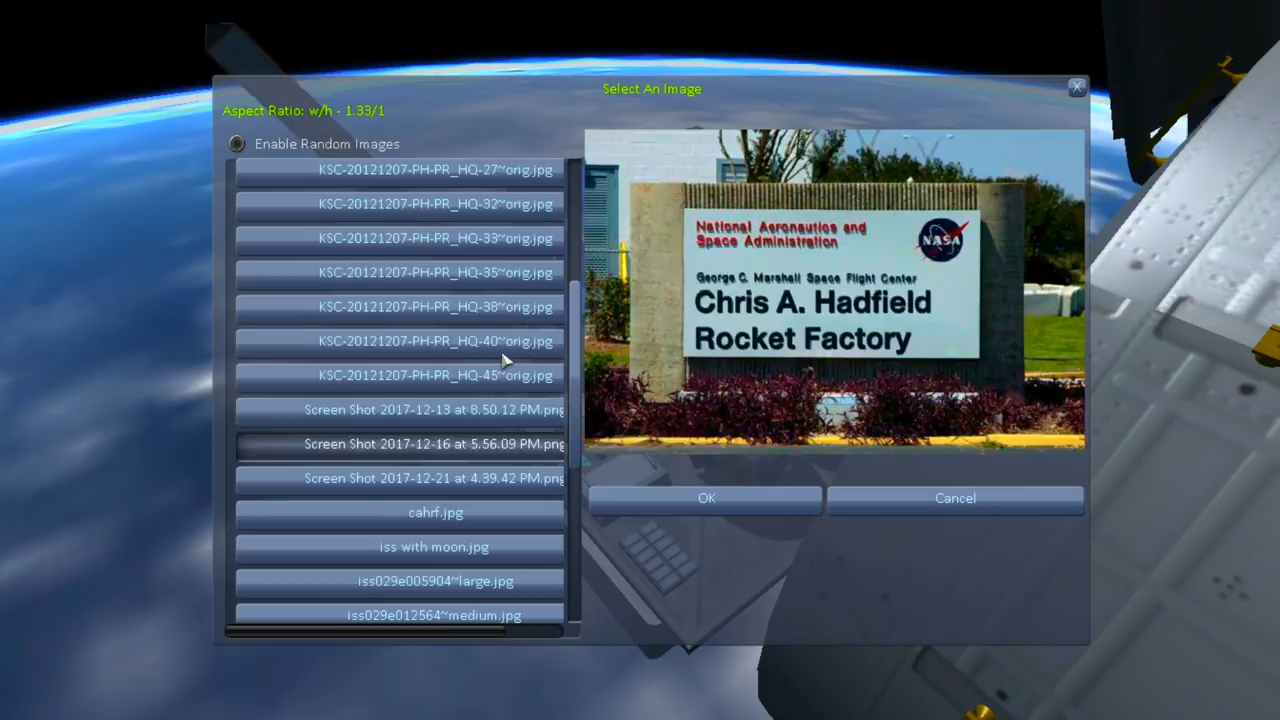 Select An Image
X
Aspect Ratio: w/h - 1.33/1
Enable Random Images
KSC-20121207-PH-PR_HQ-27~orig.jpg
KSC-20121207-PH-PR_HQ-32~orig.jpg
KSC-20121207-PH-PR_HQ-33~orig.jpg
KSC-20121207-PH-PR_HQ-35~orig.jpg
KSC-20121207-PH-PR_HQ-38~orig.jpg
KSC-20121207-PH-PR_HQ-40~orig.jpg
KSC-20121207-PH-PR_HQ-45~orig.jpg
Screen Shot 2017-12-13 at 8.50.12 PM.png
Screen Shot 2017-12-16 at 5.56.09 PM.png
Screen Shot 2017-12-21 at 4.39.42 PM.png
cahrf.jpg
iss with moon.jpg
iss029e005904~large.jpg
iss029e012564~medium.jpg
National Aeronautics and
Space Administration
NASA
George C. Marshall Space Flight Center
Chris A. Hadfield
Rocket Factory
OK
Cancel